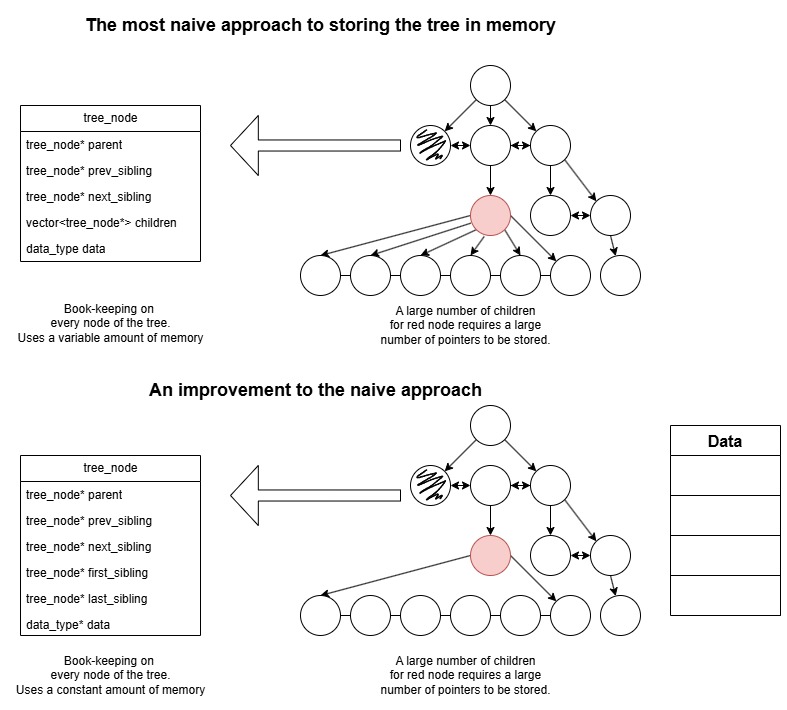 The most naive approach to storing the tree in memory
tree_node
tree_node* parent
tree_node* prev_sibling
tree_node* next_sibling
vector<tree_node*> children
data_type data
Book-keeping on
every node of the tree.
Uses a variable amount of memory
A large number of children
for red node requires a large
number of pointers to be stored.
An improvement to the naive approach
tree_node
tree_node* parent
tree_node* prev_sibling
tree_node* next_sibling
tree_node* first_sibling
tree_node* last_sibling
data_type* data
Data
Book-keeping on
every node of the tree.
Uses a constant amount of memory
A large number of children
for red node requires a large
number of pointers to be stored.